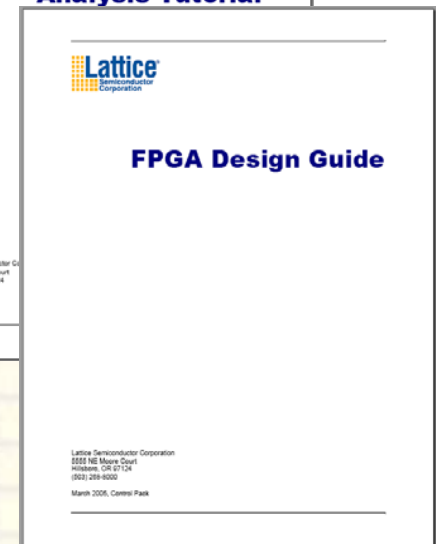 Analysis Tutorial
Lattice®
Semiconductor
Corporation
FPGA Design Guide
Lattice Semiconductor Corporation
5555 NE Moore Court
Hillsboro, OR 97124
(503) 268-8000
March 2005, Control Pack